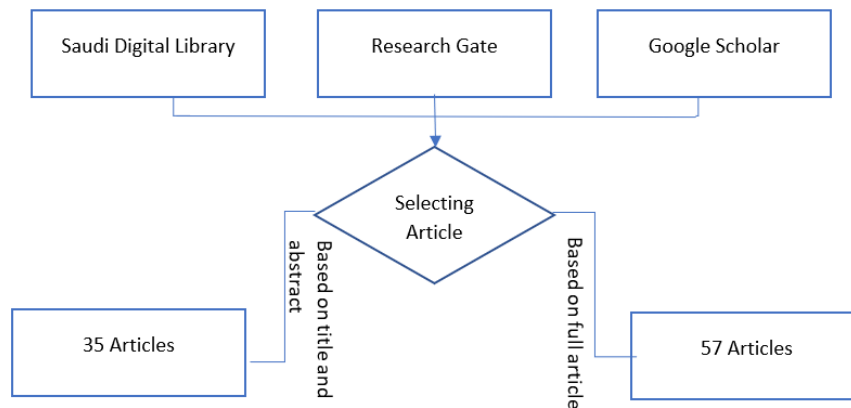 Saudi Digital Library
Research Gate
Google Scholar
Selecting
Article
Based on title and
abstract
Based on full article
35 Articles
57 Articles